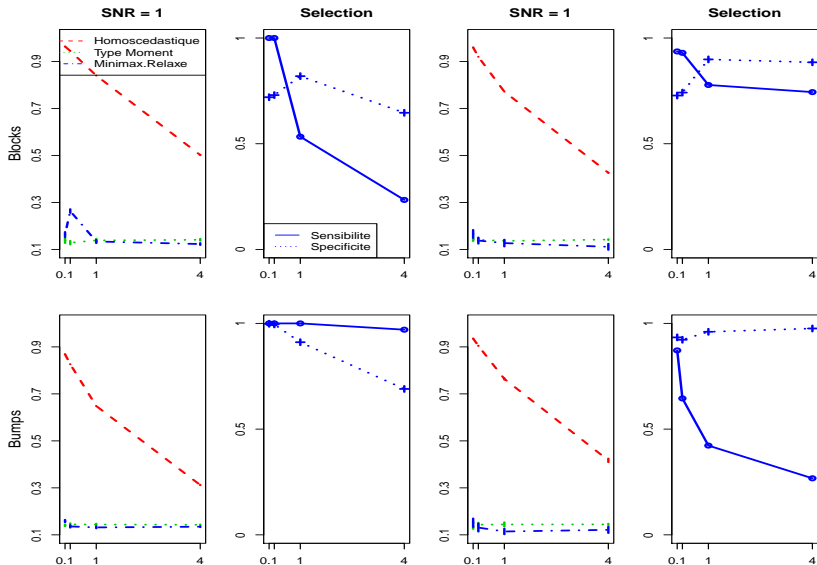 SNR = 1
Selection
SNR = 1
Selection
Blocks
0.1 0.3 0.5 0.7 0.9
Homoscedastique
Type Moment
Minimax.Relaxe
0.1 1 4
0 0.5 1
Sensibilite
Specificite
0.1 1 4
0.1 0.3 0.5 0.7 0.9
0.1 1 4
0 0.5 1
0.1 1 4
Bumps
0.1 0.3 0.5 0.7 0.9
0.1 1 4
0 0.5 1
0.1 1 4
0.1 0.3 0.5 0.7 0.9
0.1 1 4
0 0.5 1
0.1 1 4